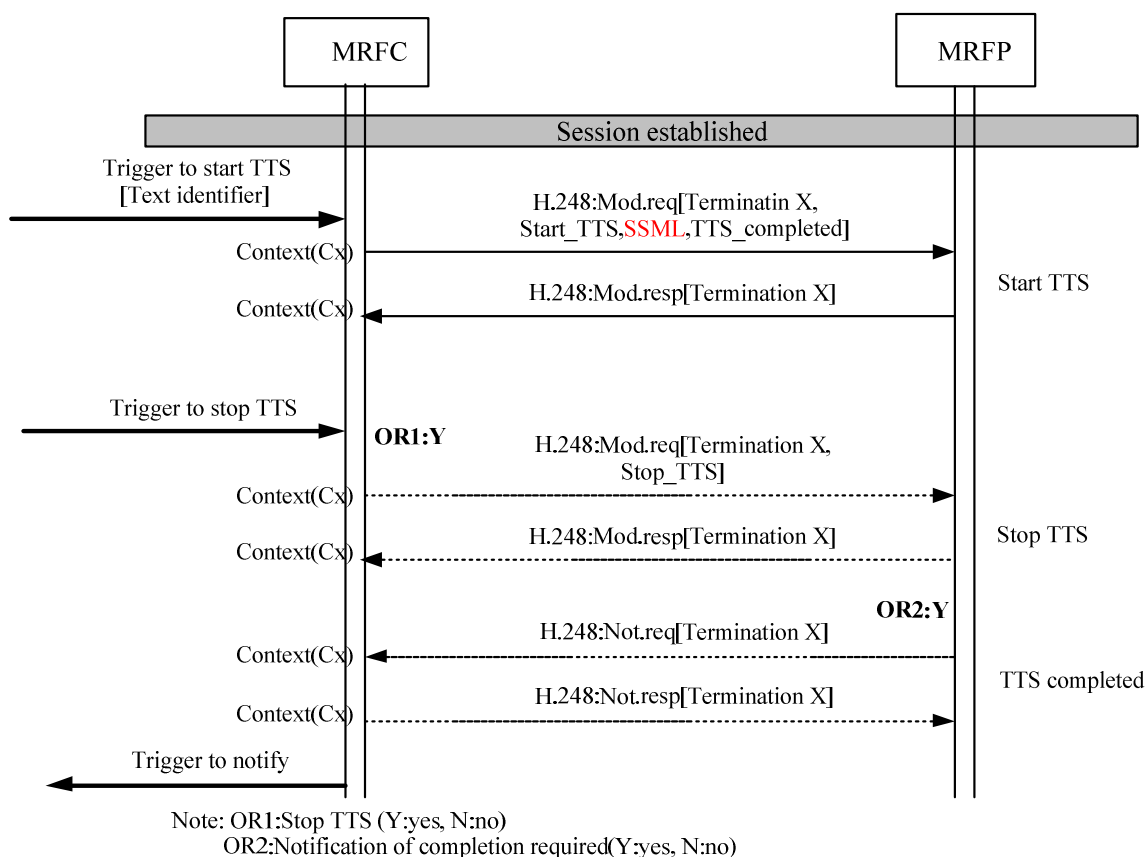 MRFC
MRFP
Session established
Trigger to start TTS
[Text identifier]
H.248:Mod.req[Terminatin X,
Start_TTS,SSML,TTS_completed]
Context(Cx)
Start TTS
H.248:Mod.resp[Termination X]
Context(Cx)
Trigger to stop TTS
OR1:Y
H.248:Mod.req[Termination X,
Stop_TTS]
Context(Cx)
H.248:Mod.resp[Termination X]
Stop TTS
Context(Cx)
OR2:Y
H.248:Not.req[Termination X]
Context(Cx)
TTS completed
H.248:Not.resp[Termination X]
Context(Cx)
Trigger to notify
Note: OR1:Stop TTS (Y:yes, N:no)
OR2:Notification of completion required(Y:yes, N:no)